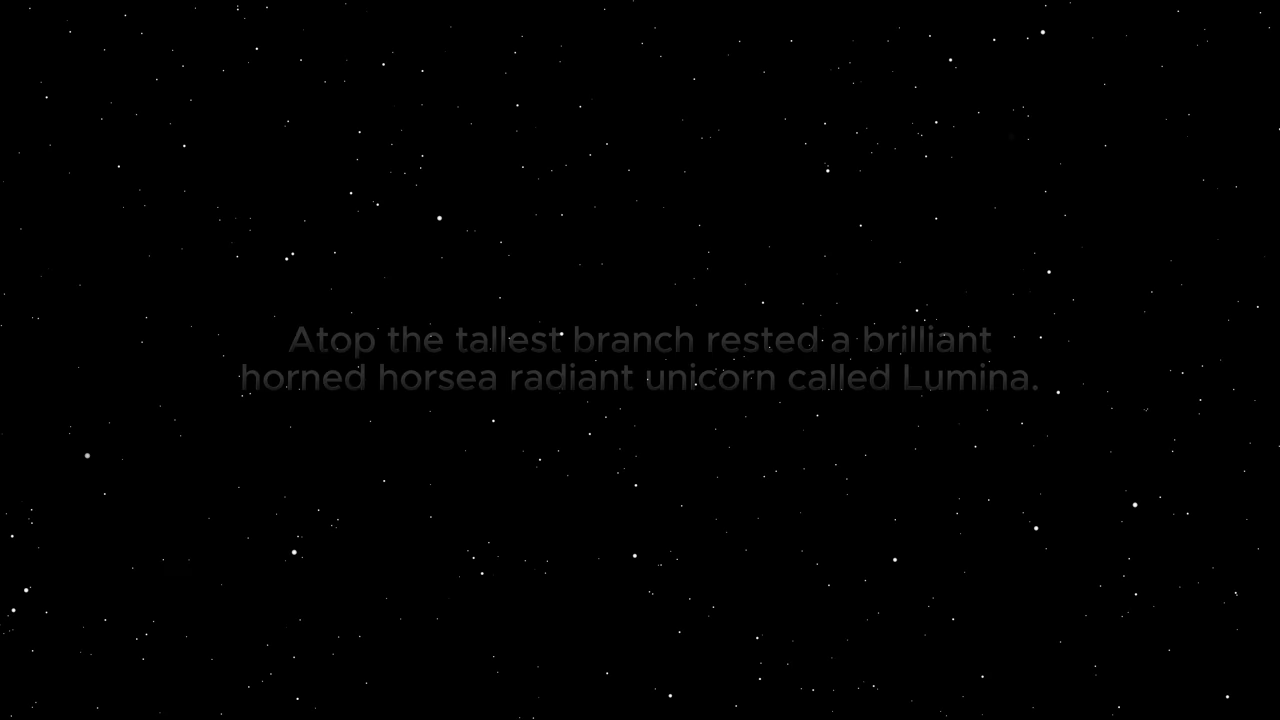 Atop the tallest branch rested a brilliant
horned horsea radiant unicorn called Lumina.